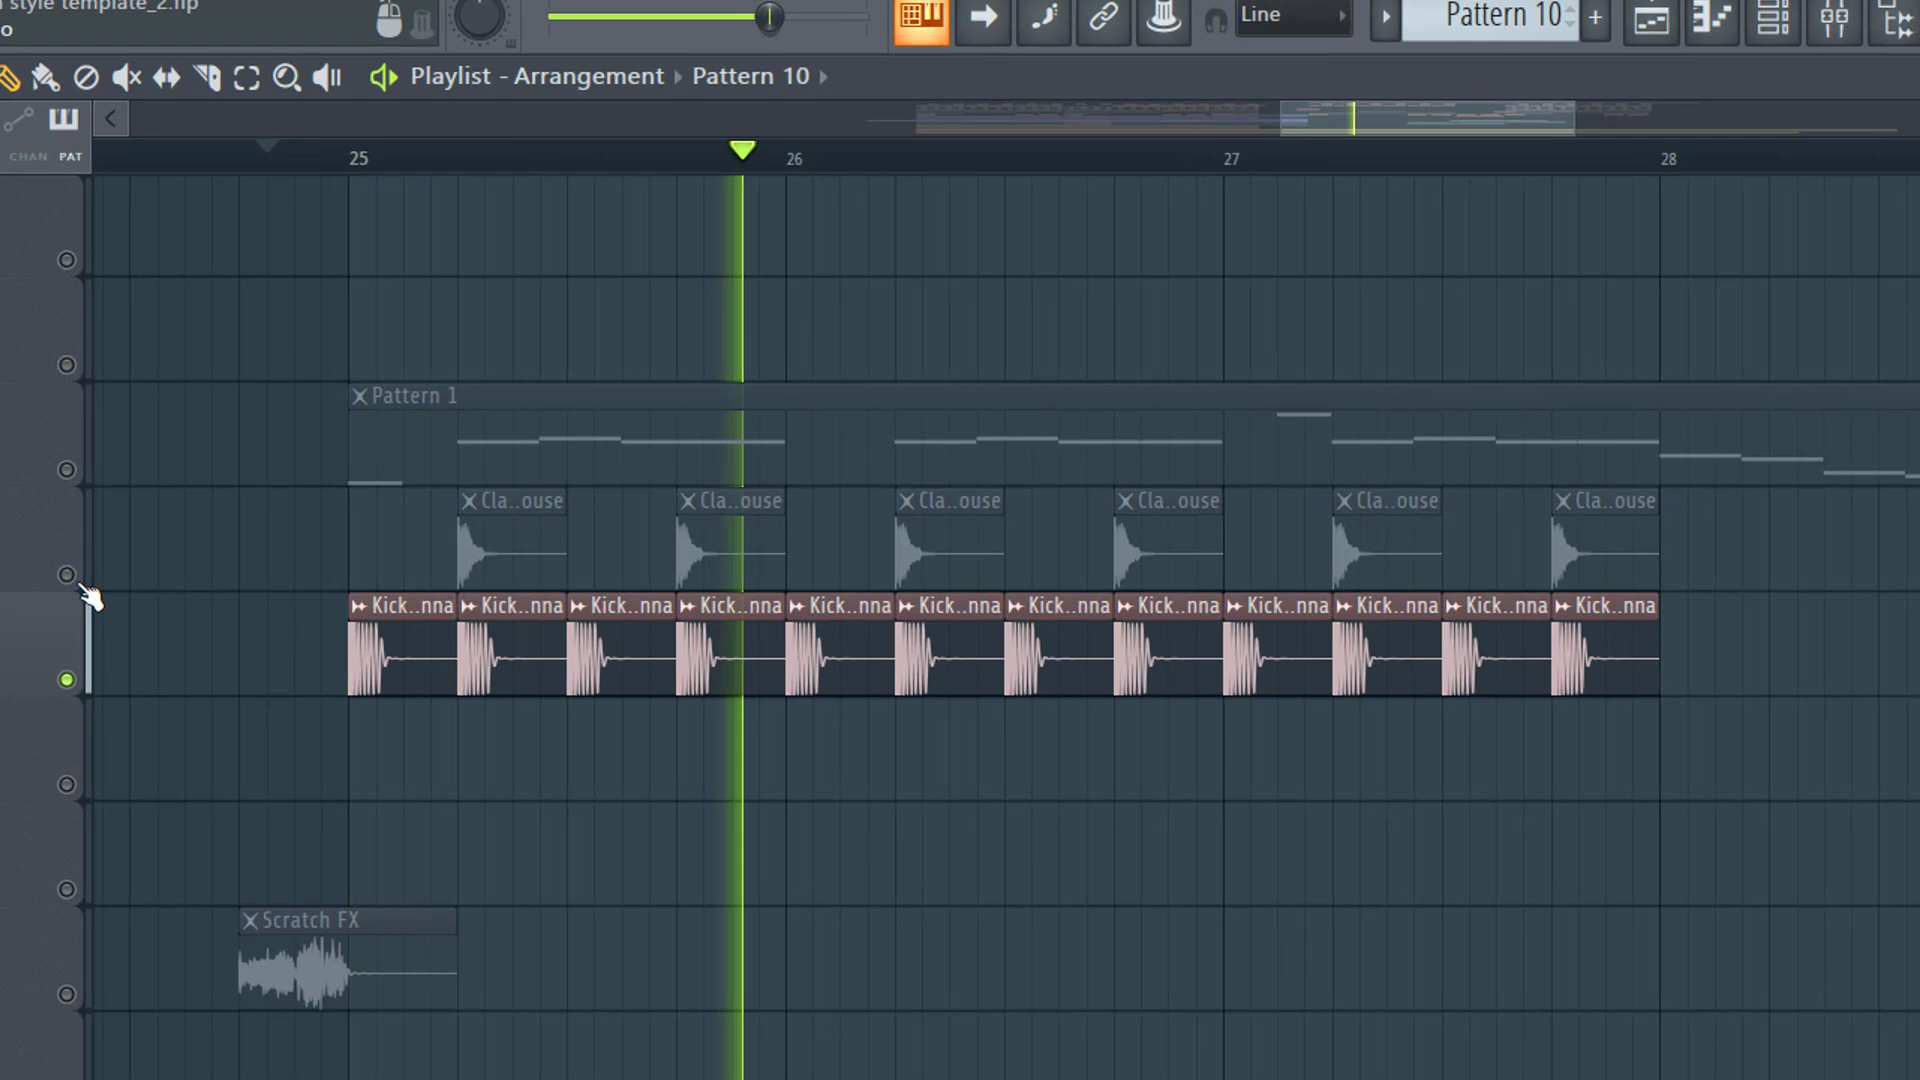 style template_2.flp
o
Line
Pattern 10
+
Playlist - Arrangement › Pattern 10 ›
CHAN PAT
25 26 27 28
Pattern 1
Cla..ouse Cla..ouse Cla..ouse Cla..ouse Cla..ouse Cla..ouse
Kick..nna Kick..nna Kick..nna Kick..nna Kick..nna Kick..nna Kick..nna Kick..nna Kick..nna Kick..nna Kick..nna Kick..nna
Scratch FX